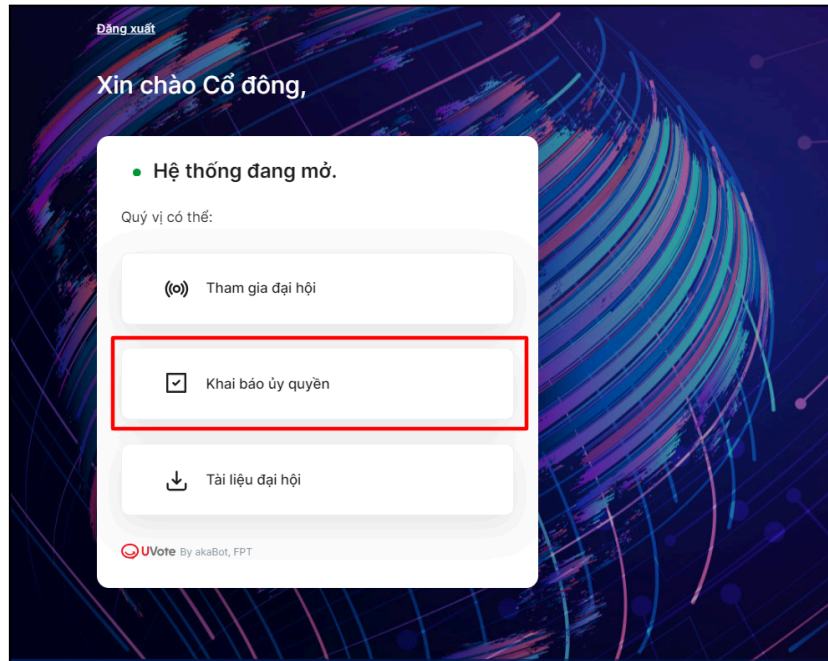 Đăng xuất
Xin chào Cổ đông,
Hệ thống đang mở.
Quý vị có thể:
Tham gia đại hội
Khai báo ủy quyền
Tài liệu đại hội
UVote By akaBot, FPT